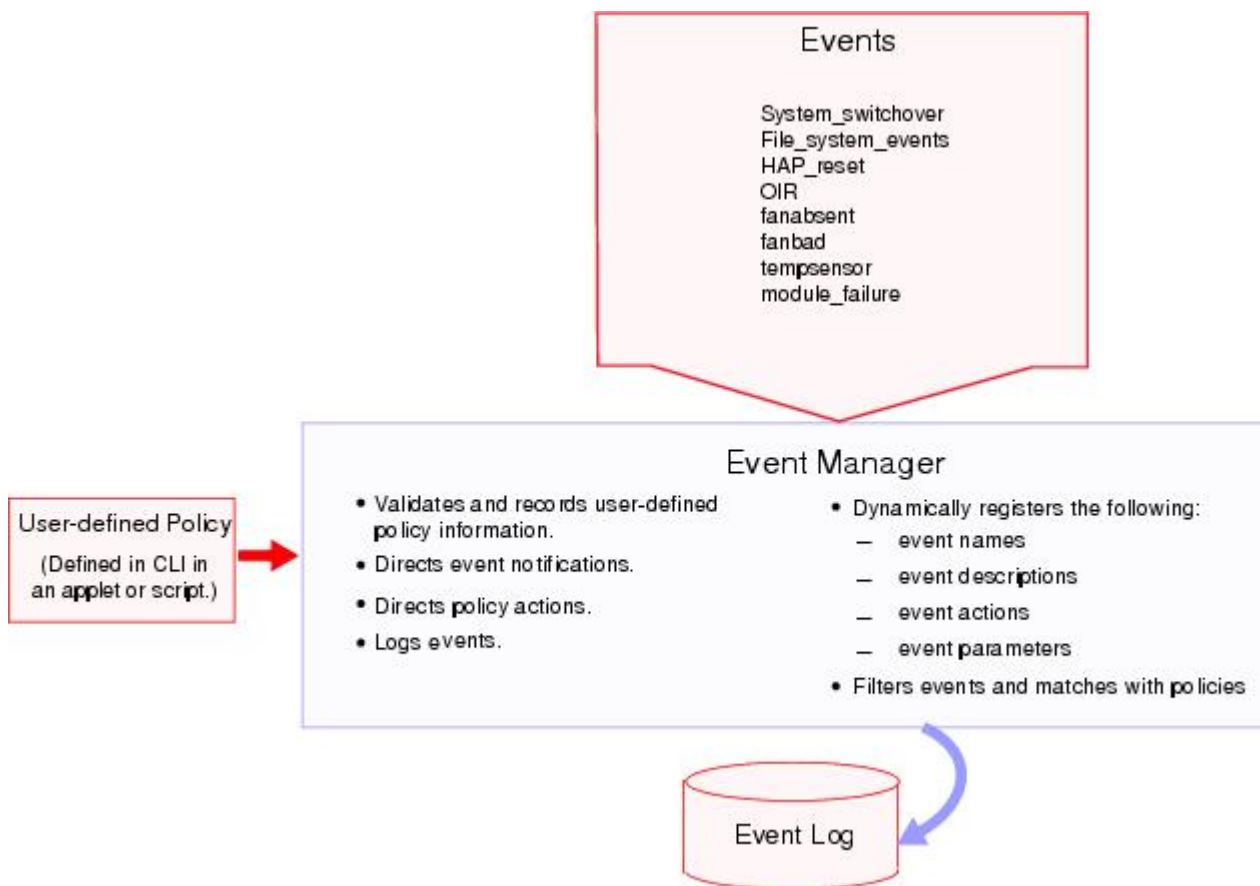 Events
System_switchover
File_system_events
HAP_reset
OIR
fanabsent
fanbad
tempsensor
module_failure
User-defined Policy
(Defined in CLI in
an applet or script.)
Event Manager
• Validates and records user-defined
policy information.
• Directs event notifications.
• Directs policy actions.
• Logs events.
• Dynamically registers the following:
— event names
— event descriptions
— event actions
— event parameters
• Filters events and matches with policies
Event Log